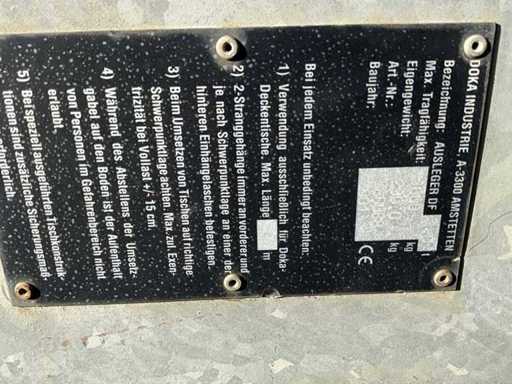 DOKA INDUSTRIE A-3300 AMSTETTEN
Bezeichnung: AUSLEGER DF
Max. Tragfähigkeit: t
Eigengewicht: kg
Art.-Nr.: kg
Baujahr: CE
Bei jedem Einsatz unbedingt beachten:
1) Verwendung ausschließlich für Doka-
Deckentische. Max. Länge m
2) 2-Stranggehänge immer an vorderer und
je nach Schwerpunktlage an einer der
hinteren Einhängelaschen befestigen.
3) Beim Umsetzen von Tischen auf richtige
Schwerpunktlage achten. Max. zul. Exen-
trizität bei Vollast +/- 15 cm.
4) Während des Abstellens der Umsetz-
gabel auf den Boden ist der Aufenthalt
von Personen im Gefahrenbereich nicht
erlaubt.
5) Bei speziell ausgeführten Tischkonstruk-
tionen sind zusätzliche Sicherungsmaß-